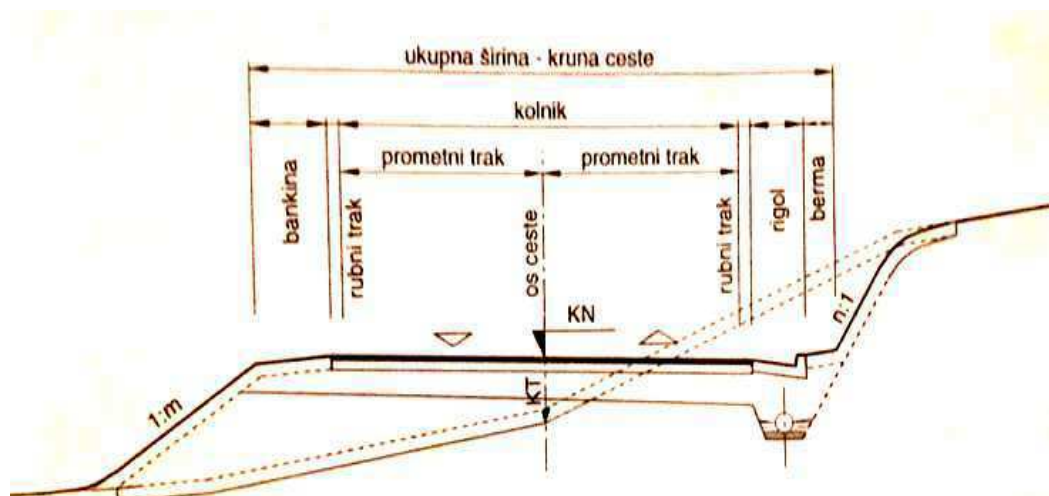 ukupna širina - kruna ceste
kolnik
prometni trak
prometni trak
bankina
rubni trak
os ceste
rubni trak
rigol
berma
KN
KT
1:m
n:1